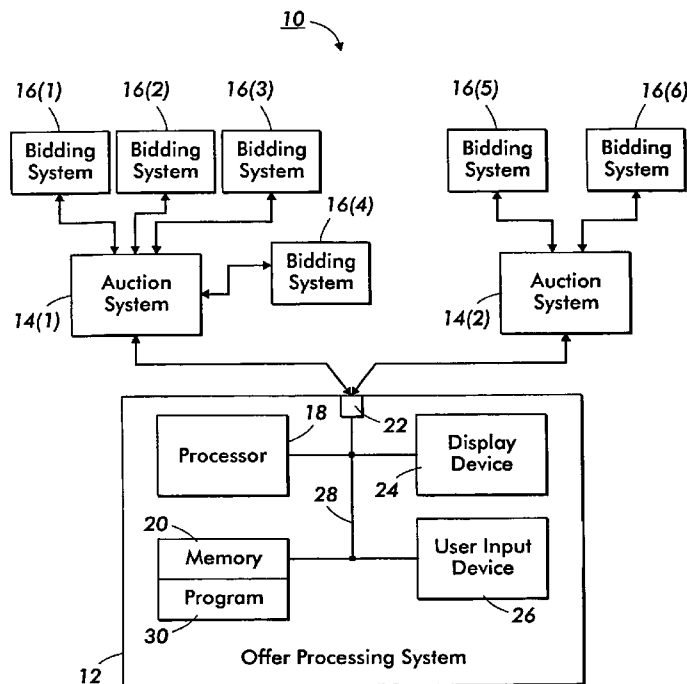 10
16(1)
16(2)
16(3)
16(5)
16(6)
Bidding
System
Bidding
System
Bidding
System
Bidding
System
Bidding
System
16(4)
Auction
System
Bidding
System
Auction
System
14(1)
14(2)
18
22
Processor
Display
Device
24
28
20
Memory
Program
30
User Input
Device
26
12
Offer Processing System